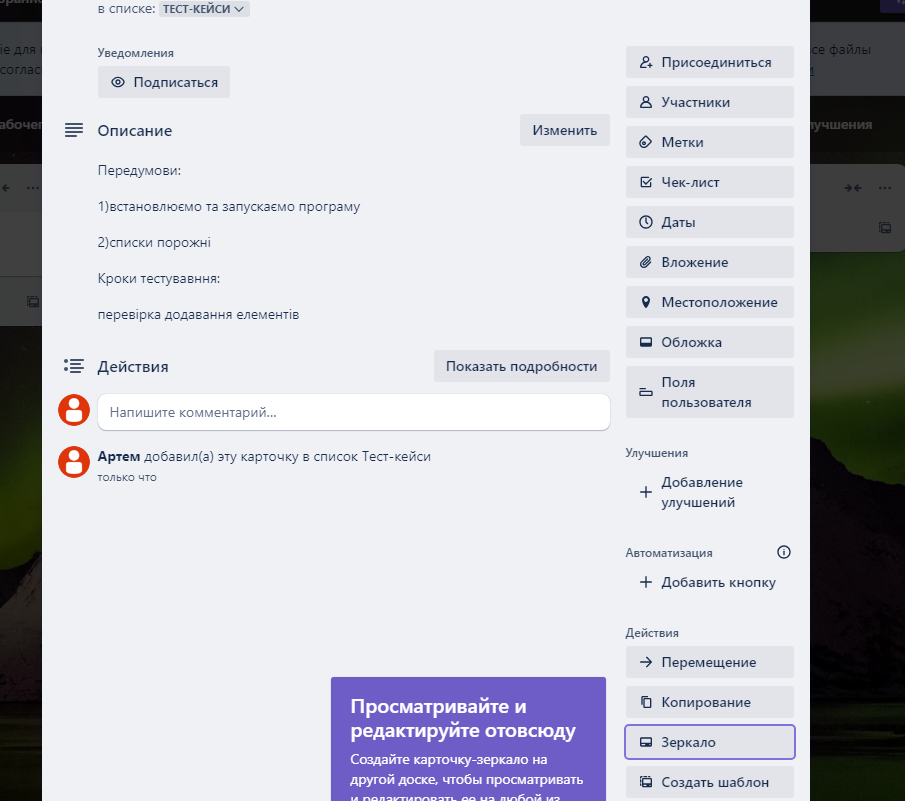 в списке: ТЕСТ-КЕЙСИ
Уведомления
Подписаться
Описание
Изменить
Передумови:
1)встановлюємо та запускаємо програму
2)списки порожні
Кроки тестуавння:
перевірка додавання елементів
Действия
Показать подробности
Напишите комментарий...
Артем добавил(а) эту карточку в список Тест-кейси
только что
Присоединиться
Участники
Метки
Чек-лист
Даты
Вложение
Местоположение
Обложка
Поля
пользователя
Улучшения
Добавление
улучшений
Автоматизация
Добавить кнопку
Действия
Перемещение
Копирование
Зеркало
Создать шаблон
Просматривайте и
редактируйте отовсюду
Создайте карточку-зеркало на
другой доске, чтобы просматривать
и редактировать ее на любой из